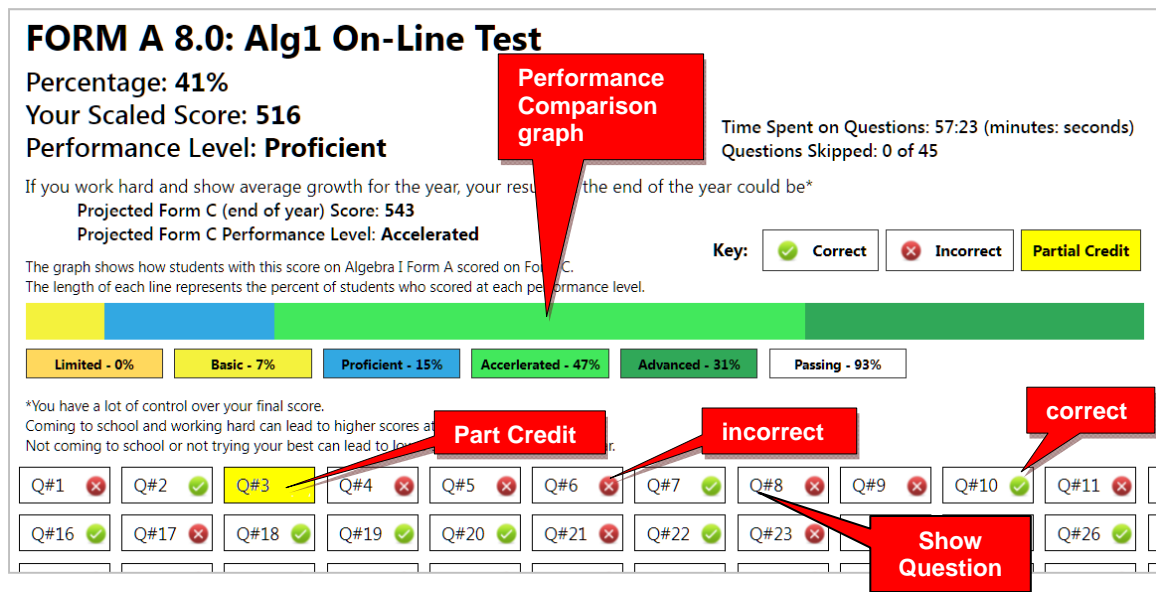 FORM A 8.0: Alg1 On-Line Test
Percentage: 41%
Your Scaled Score: 516
Performance Level: Proficient
Performance
Comparison
graph
Time Spent on Questions: 57:23 (minutes: seconds)
Questions Skipped: 0 of 45
If you work hard and show average growth for the year, your the end of the year could be*
Projected Form C (end of year) Score: 543
Projected Form C Performance Level: Accelerated
Key: Correct Incorrect Partial Credit
The graph shows how students with this score on Algebra I Form A scored on C.
The length of each line represents the percent of students who scored at each performance level.
Limited - 0% Basic - 7% Proficient - 15% Accerlerated - 47% Advanced - 31% Passing - 93%
*You have a lot of control over your final score.
Coming to school and working hard can lead to higher scores
Not coming to school or not trying your best can lead to
Part Credit
incorrect
correct
Q#1 Q#2 Q#3 Q#4 Q#5 Q#6 Q#7 Q#8 Q#9 Q#10 Q#11
Q#16 Q#17 Q#18 Q#19 Q#20 Q#21 Q#22 Q#23 Q#26
Show
Question